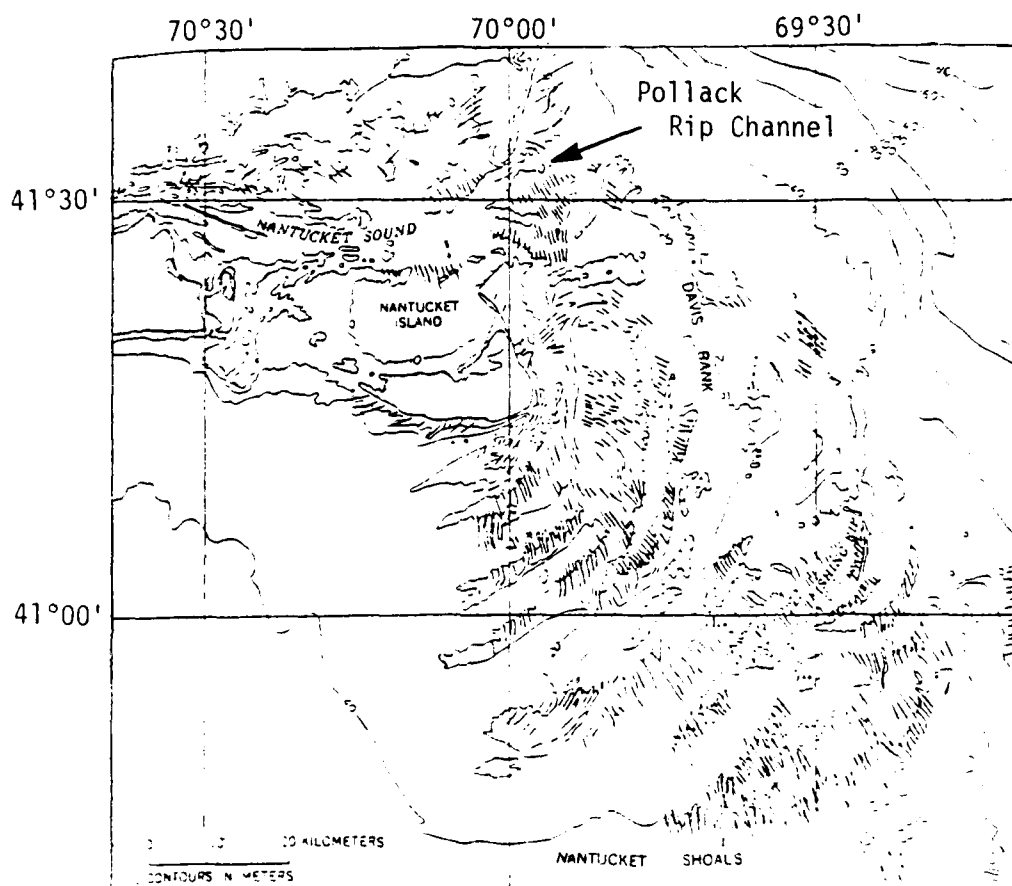 70°30'
70°00'
69°30'
Pollack
Rip Channel
41°30'
NANTUCKET SOUND
NANTUCKET
ISLAND
DAVIS
BANK
41°00'
KILOMETERS
CONTOURS IN METERS
NANTUCKET SHOALS